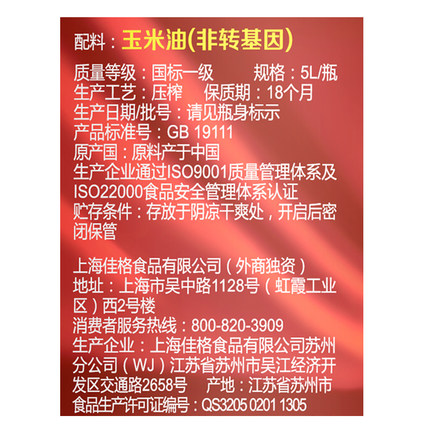 配料：玉米油(非转基因)
质量等级：国标一级 规格：5L/瓶
生产工艺：压榨 保质期：18个月
生产日期/批号：请见瓶身标示
产品标准号：GB 19111
原产国：原料产于中国
生产企业通过ISO9001质量管理体系及
ISO22000食品安全管理体系认证
贮存条件：存放于阴凉干爽处，开启后密
闭保管
上海佳格食品有限公司（外商独资）
地址：上海市吴中路1128号（虹霞工业
区）西2号楼
消费者服务热线：800-820-3909
生产企业：上海佳格食品有限公司苏州
分公司（WJ）江苏省苏州市吴江经济开
发区交通路2658号 产地：江苏省苏州市
食品生产许可证编号：QS3205 0201 1305